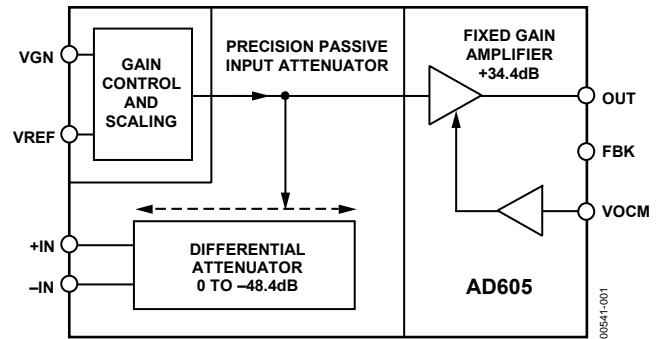 VGN
VREF
GAIN
CONTROL
AND
SCALING
PRECISION PASSIVE
INPUT ATTENUATOR
FIXED GAIN
AMPLIFIER
+34.4dB
OUT
FBK
VOCM
+IN
–IN
DIFFERENTIAL
ATTENUATOR
0 TO –48.4dB
AD605
00541-001